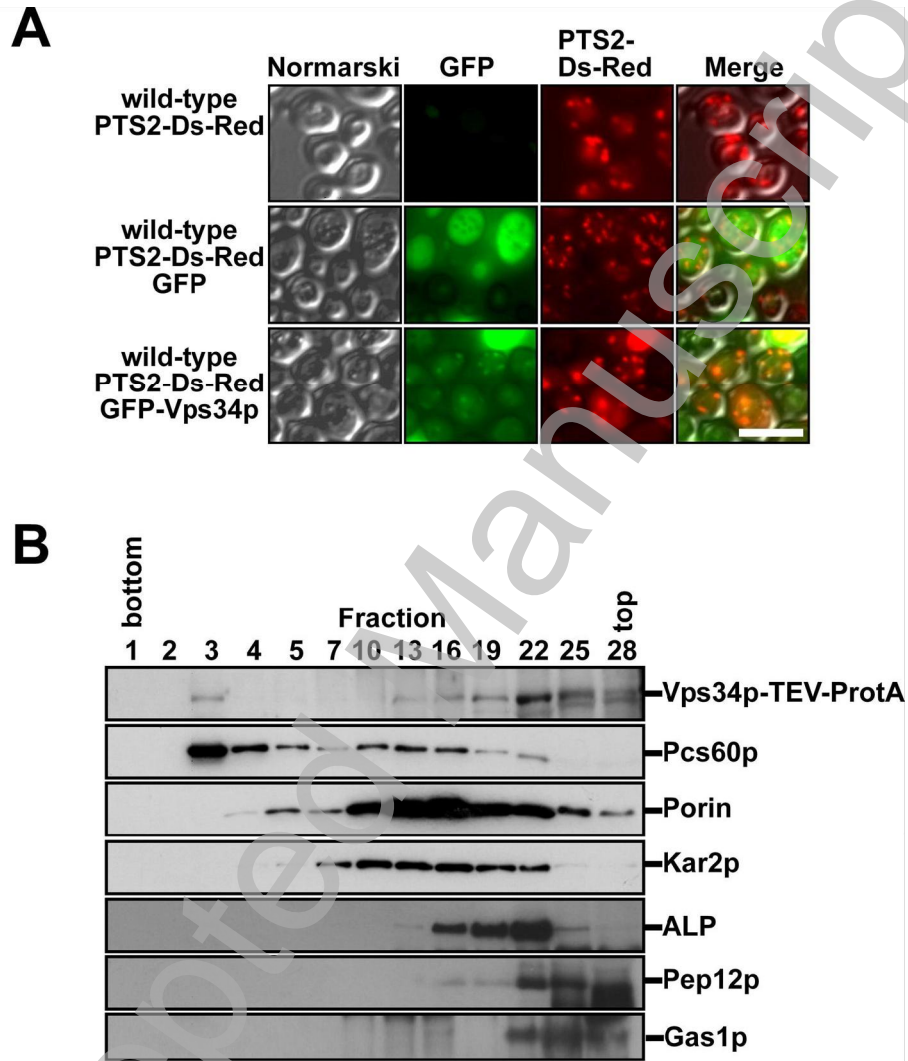 A
Normarski GFP PTS2-
Ds-Red Merge
wild-type
PTS2-Ds-Red
wild-type
PTS2-Ds-Red
GFP
wild-type
PTS2-Ds-Red
GFP-Vps34p
B
bottom Fraction top
1 2 3 4 5 7 10 13 16 19 22 25 28
Vps34p-TEV-ProtA
Pcs60p
Porin
Kar2p
ALP
Pep12p
Gas1p
pted Manuscrip